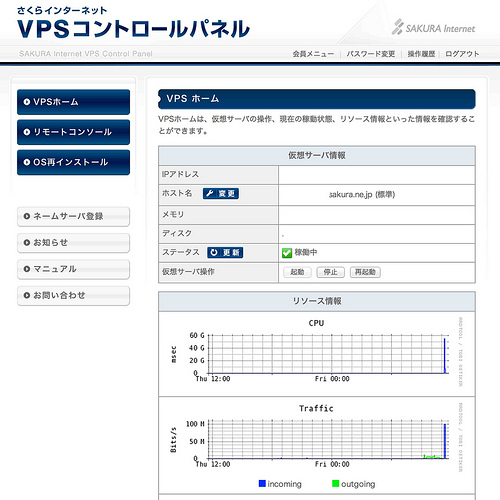 さくらインターネット
VPSコントロールパネル
SAKURA Internet VPS Control Panel
SAKURA Internet
会員メニュー | パスワード変更 | 操作履歴 | ログアウト
VPSホーム
リモートコンソール
OS再インストール
ネームサーバ登録
お知らせ
マニュアル
お問い合わせ
VPS ホーム
VPSホームは、仮想サーバの操作、現在の稼動状態、リソース情報といった情報を確認するこ
とができます。
仮想サーバ情報
IPアドレス
ホスト名 変更 sakura.ne.jp (標準)
メモリ
ディスク
ステータス 更新 稼働中
仮想サーバ操作 起動 停止 再起動
リソース情報
CPU
msec
60 G
40 G
20 G
0
Thu 12:00 Fri 00:00
Traffic
Bits/s
100 M
50 M
0
Thu 12:00 Fri 00:00
incoming outgoing